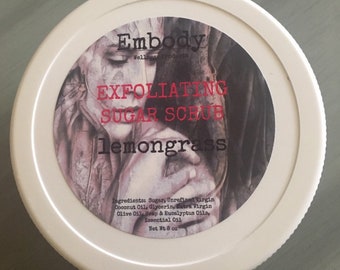 Embody
EXFOLIATING
SUGAR SCRUB
lemongrass
Ingredients: Sugar, Unrefined Virgin
Coconut Oil, Glycerin, Extra Virgin
Olive Oil, Hemp & Eucalyptus Oils,
Essential Oil
Net Wt 8 oz